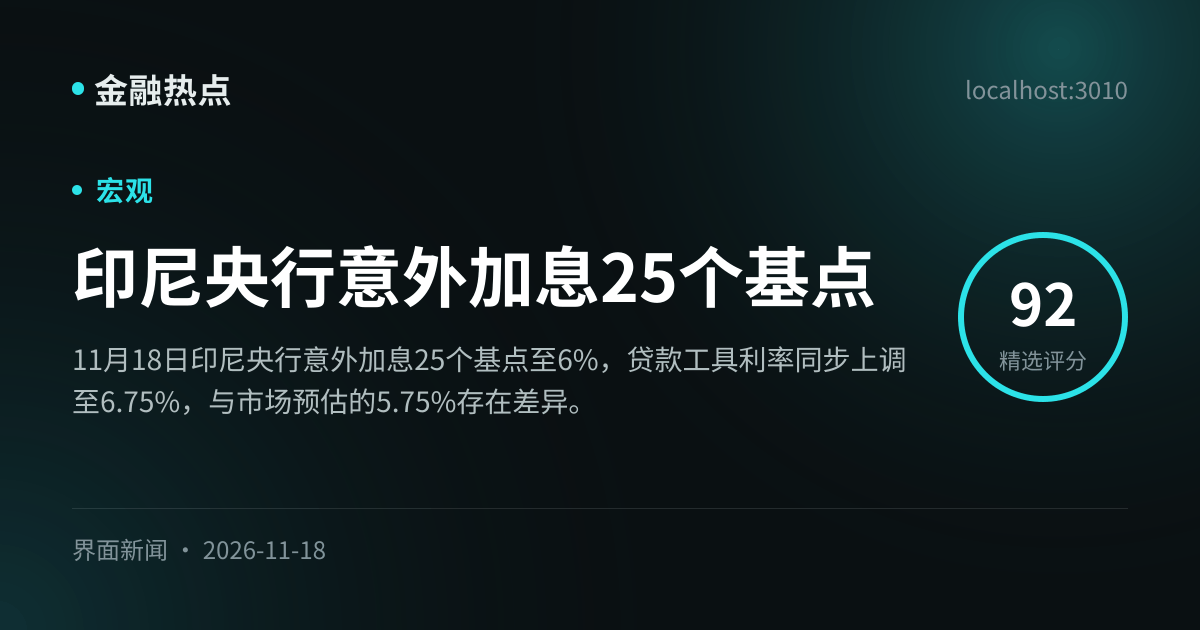 金融热点
localhost:3010
宏观
印尼央行意外加息25个基点
11月18日印尼央行意外加息25个基点至6%，贷款工具利率同步上调
至6.75%，与市场预估的5.75%存在差异。
92
精选评分
界面新闻 • 2026-11-18